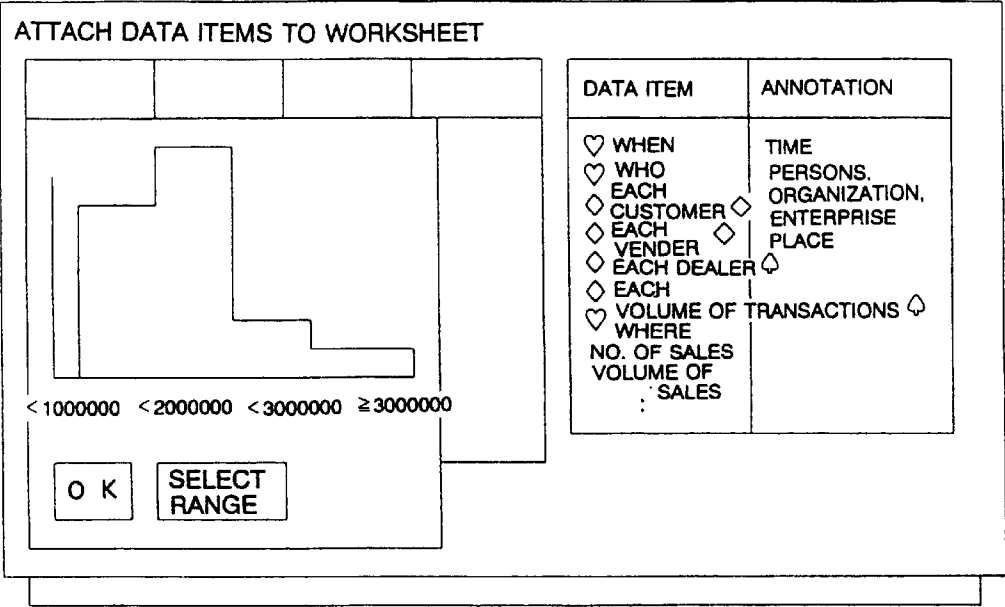 ATTACH DATA ITEMS TO WORKSHEET
<1000000 <2000000 <3000000 ≧3000000
O K
SELECT
RANGE
DATA ITEM
ANNOTATION
♡ WHEN
♡ WHO
EACH
◇ CUSTOMER ◇
◇ EACH ◇
VENDER
◇ EACH DEALER ♤
◇ EACH
♡ VOLUME OF TRANSACTIONS ♤
WHERE
NO. OF SALES
VOLUME OF
SALES
:
TIME
PERSONS.
ORGANIZATION,
ENTERPRISE
PLACE